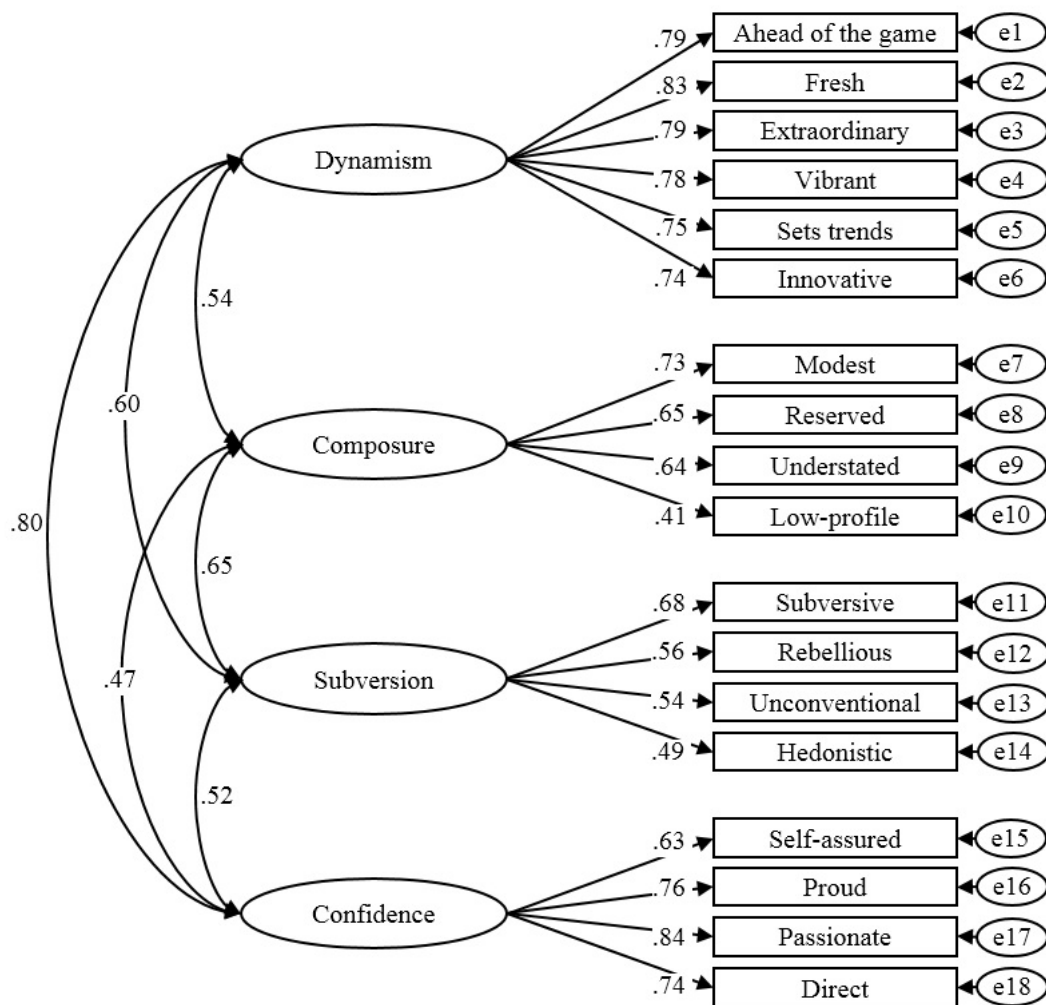 .79 Ahead of the game e1
.83 Fresh e2
.79 Extraordinary e3
Dynamism
.78 Vibrant e4
.75 Sets trends e5
.74 Innovative e6
.54
.73 Modest e7
.60
.65 Reserved e8
Composure
.64 Understated e9
.41 Low-profile e10
.80
.65
.68 Subversive e11
.56 Rebellious e12
.47
Subversion
.54 Unconventional e13
.49 Hedonistic e14
.52
.63 Self-assured e15
.76 Proud e16
Confidence
.84 Passionate e17
.74 Direct e18